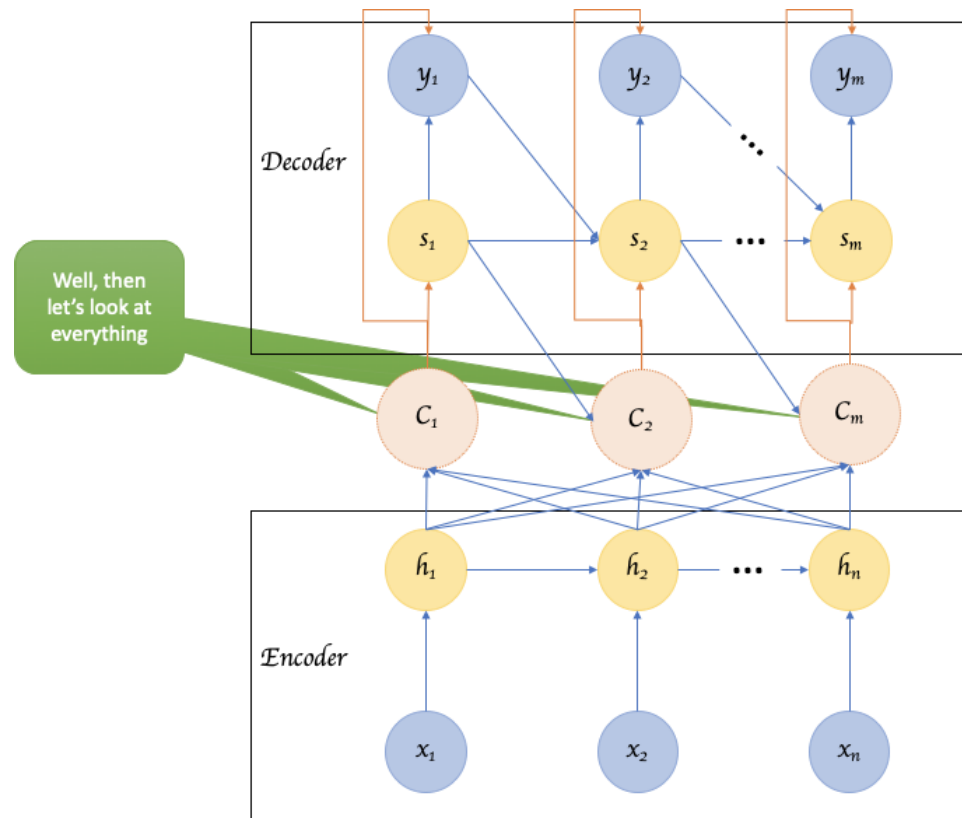 y₁ y₂ yₘ
Decoder
s₁ s₂ ... sₘ
Well, then
let's look at
everything
C₁ C₂ Cₘ
h₁ h₂ ... hₙ
Encoder
x₁ x₂ xₙ